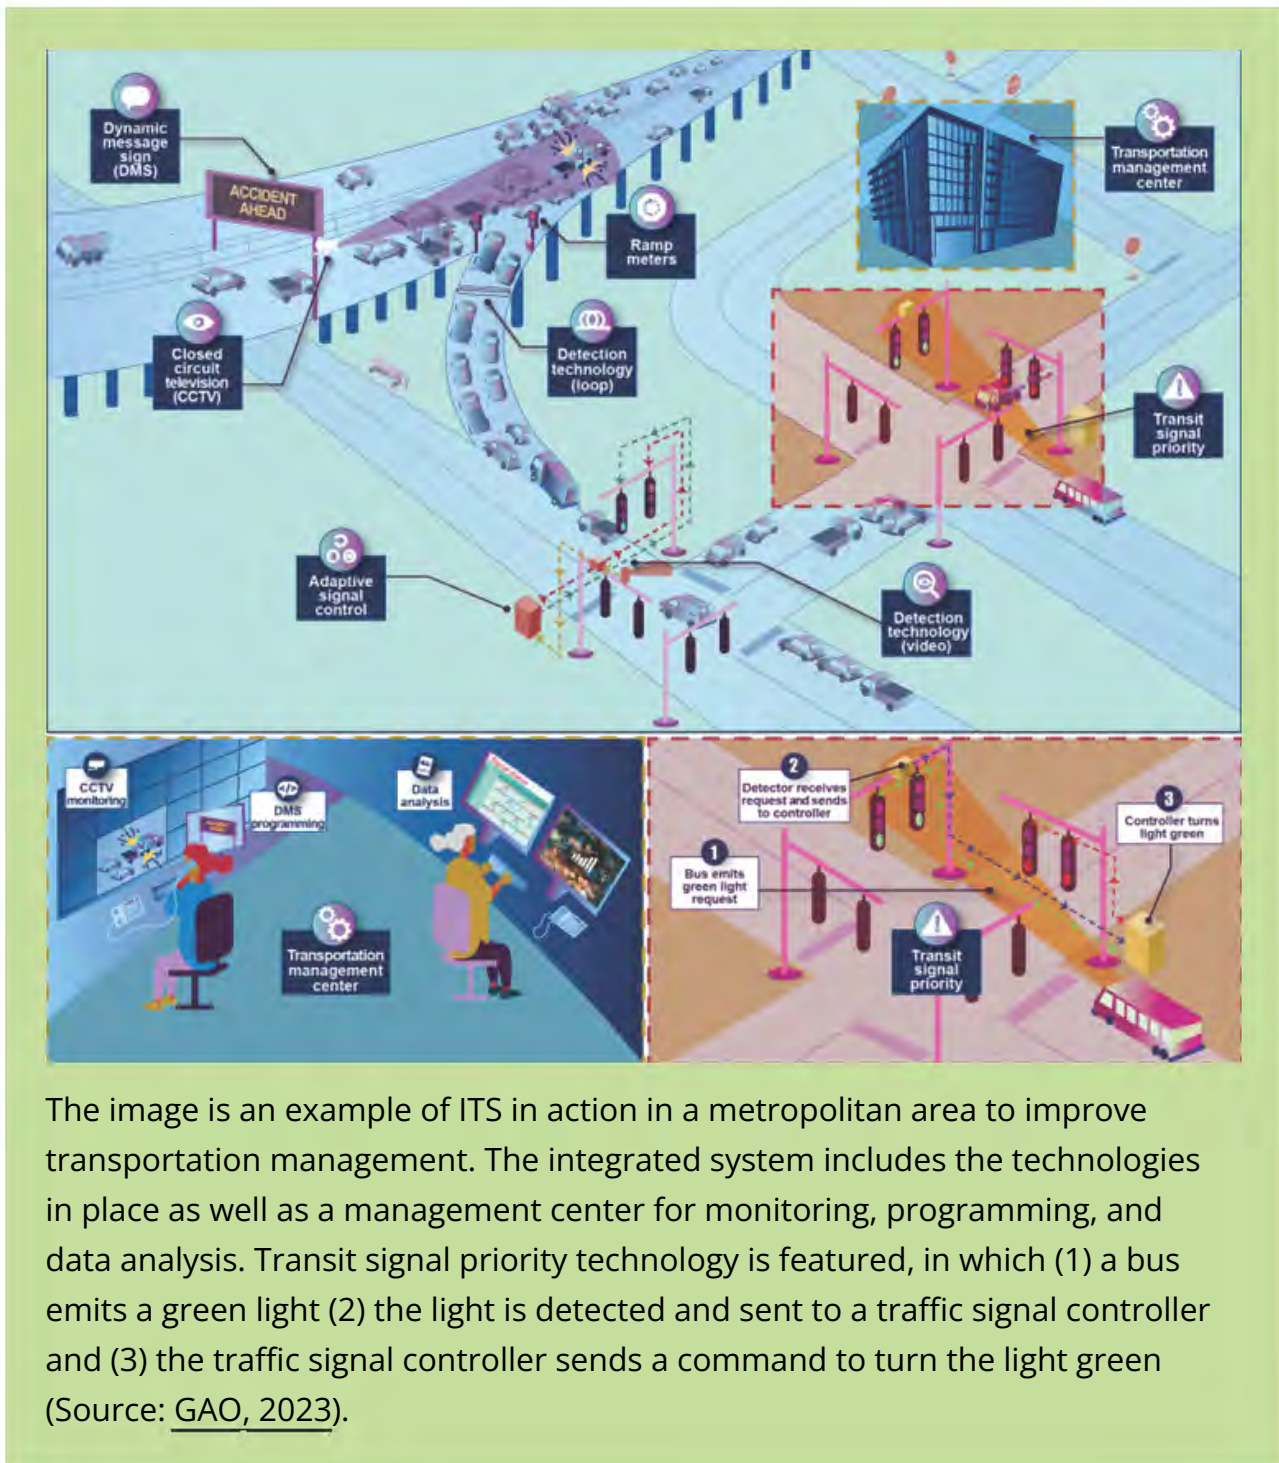 Dynamic
message
sign
(DMS)
ACCIDENT
AHEAD
Transportation
management
center
Ramp
meters
Closed
circuit
television
(CCTV)
Detection
technology
(loop)
Transit
signal
priority
Adaptive
signal
control
Detection
technology
(video)
CCTV
monitoring
DMS
programming
Data
analysis
Transportation
management
center
2
Detector receives
request and sends
to controller
3
Controller turns
light green
1
Bus emits
green light
request
Transit
signal
priority
The image is an example of ITS in action in a metropolitan area to improve
transportation management. The integrated system includes the technologies
in place as well as a management center for monitoring, programming, and
data analysis. Transit signal priority technology is featured, in which (1) a bus
emits a green light (2) the light is detected and sent to a traffic signal controller
and (3) the traffic signal controller sends a command to turn the light green
(Source: GAO, 2023).